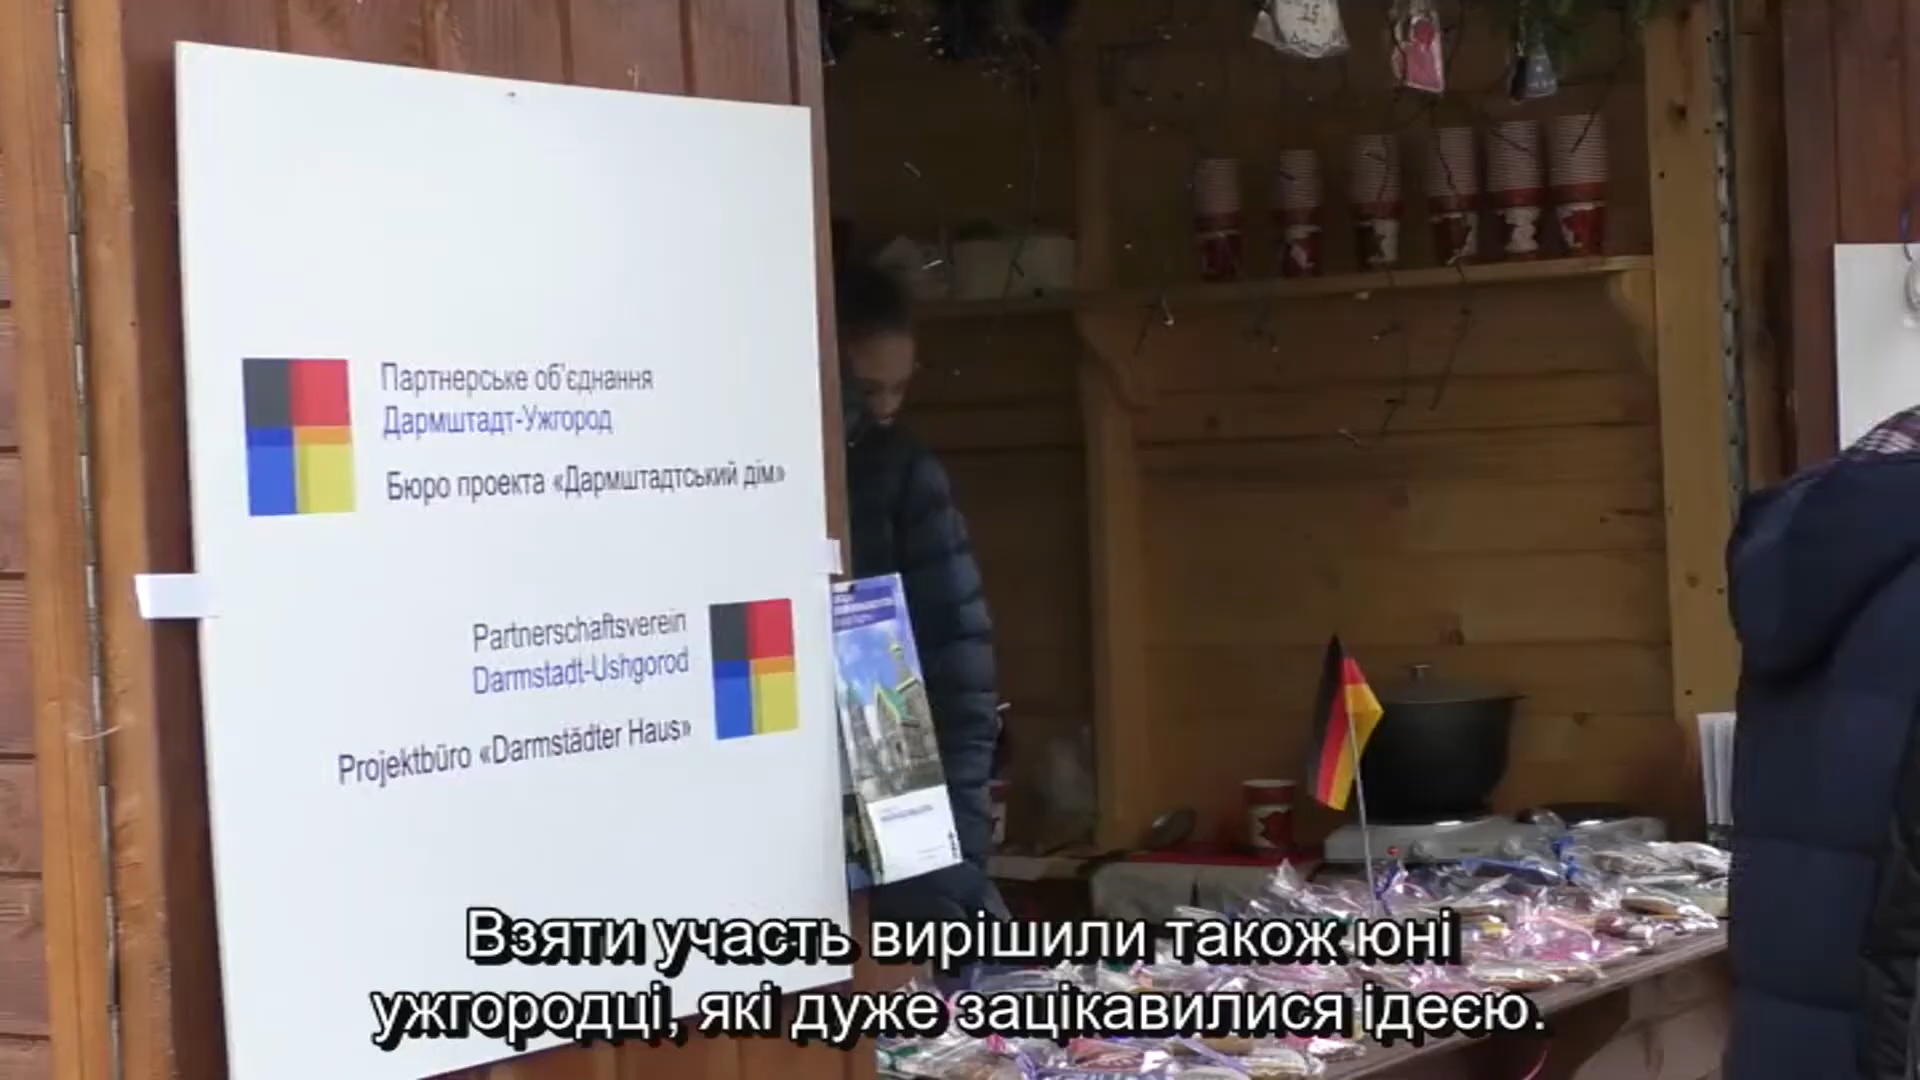 Партнерське об'єднання
Дармштадт-Ужгород
Бюро проекта «Дармштадтський дім»
Partnerschaftsverein
Darmstadt-Ushgorod
Projektbüro «Darmstädter Haus»
Взяти участь вирішили також юні
ужгородці, які дуже зацікавилися ідеєю.